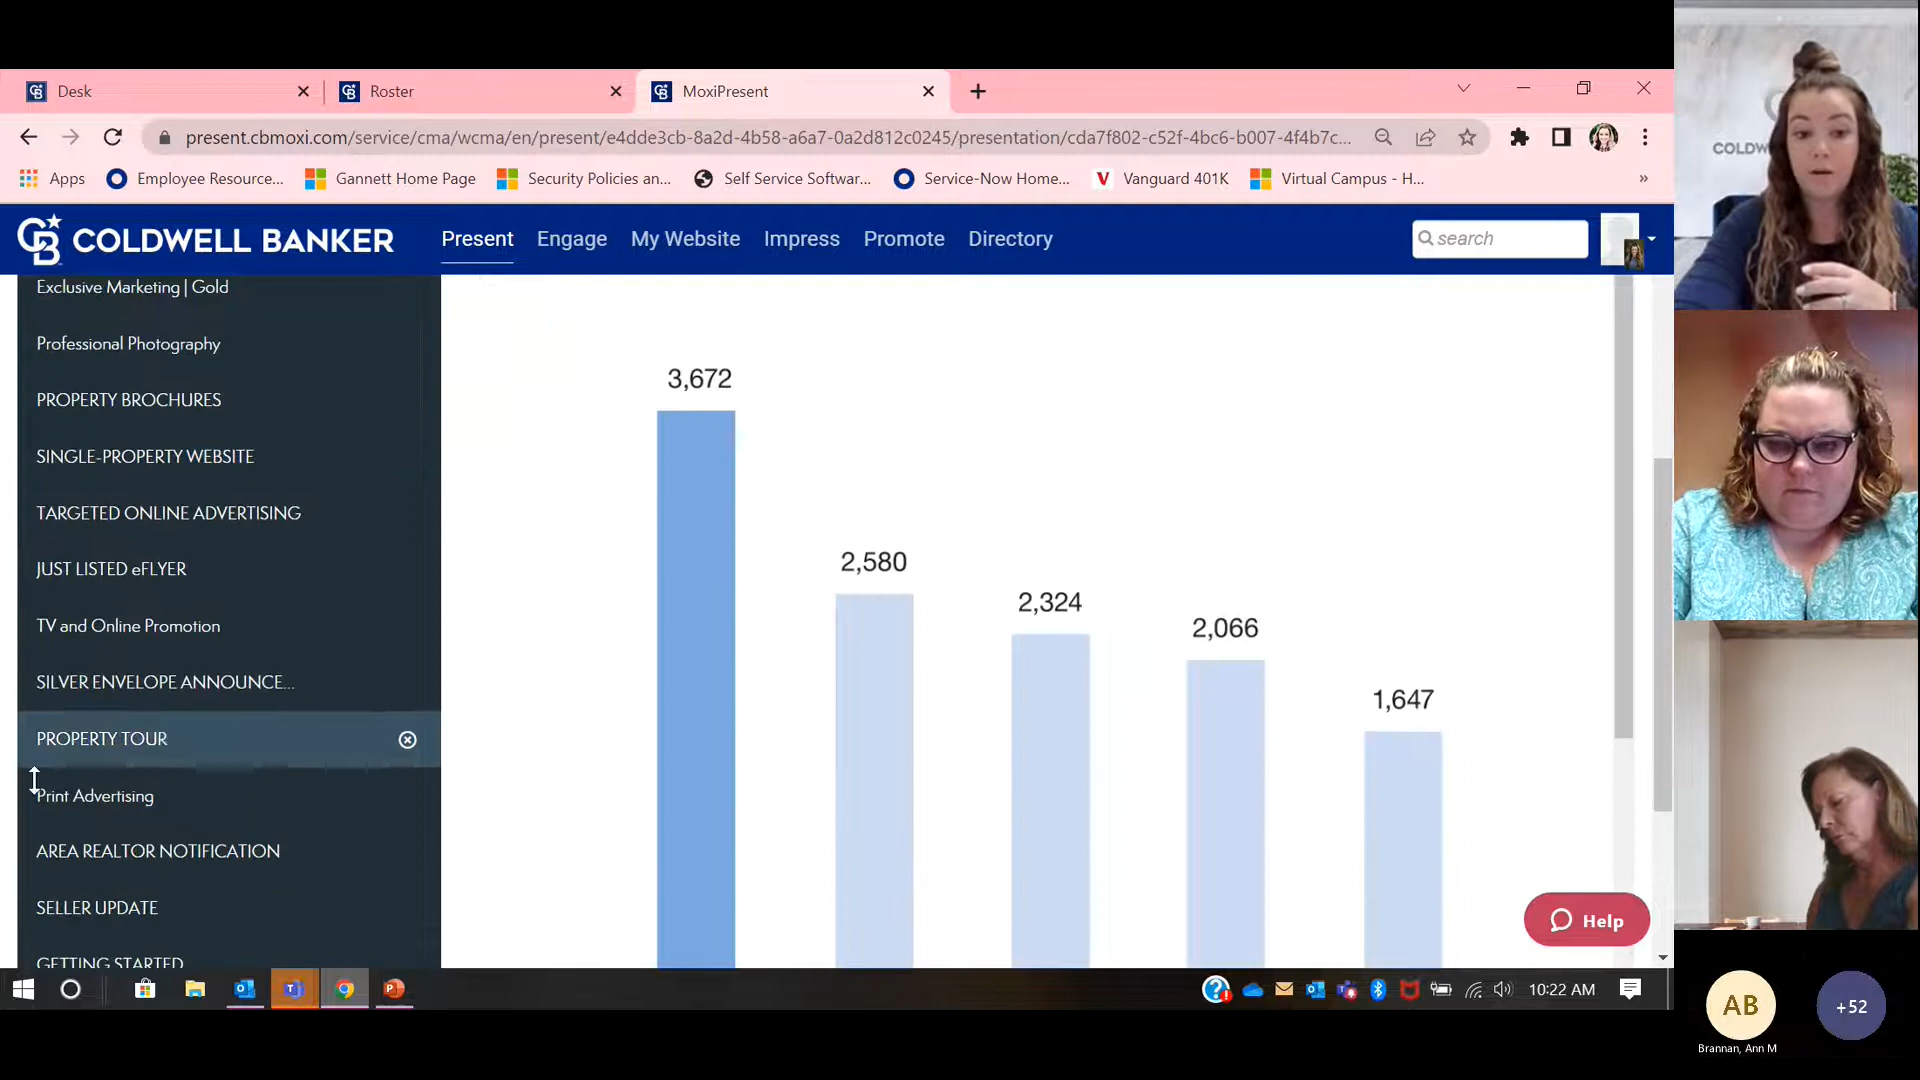 Desk
Roster
MoxiPresent
present.cbmoxi.com/service/cma/wcma/en/present/e4dde3cb-8a2d-4b58-a6a7-0a2d812c0245/presentation/cda7f802-c52f-4bc6-b007-4f4b7c...
Apps
Employee Resource...
Gannett Home Page
Security Policies an...
Self Service Softwar...
Service-Now Home...
Vanguard 401K
Virtual Campus - H...
»
COLDWELL BANKER
Present
Engage
My Website
Impress
Promote
Directory
search
Exclusive Marketing | Gold
Professional Photography
PROPERTY BROCHURES
SINGLE-PROPERTY WEBSITE
TARGETED ONLINE ADVERTISING
JUST LISTED eFLYER
TV and Online Promotion
SILVER ENVELOPE ANNOUNCE...
PROPERTY TOUR
Print Advertising
AREA REALTOR NOTIFICATION
SELLER UPDATE
GETTING STARTED
3,672
2,580
2,324
2,066
1,647
Help
10:22 AM
COLDW
AB
+52
Brannan, Ann M